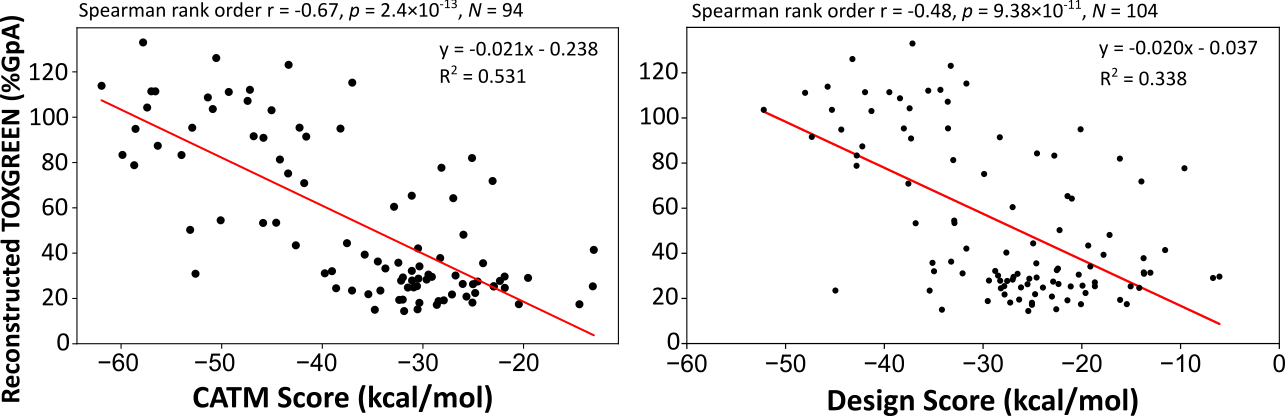 Spearman rank order r = -0.67, p = 2.4×10⁻¹³, N = 94
Reconstructed TOXGREEN (%GpA)
y = -0.021x - 0.238
R² = 0.531
120
100
80
60
40
20
0
−60 −50 −40 −30 −20
CATM Score (kcal/mol)
Spearman rank order r = -0.48, p = 9.38×10⁻¹¹, N = 104
y = -0.020x - 0.037
R² = 0.338
120
100
80
60
40
20
0
−60 −50 −40 −30 −20 −10 0
Design Score (kcal/mol)